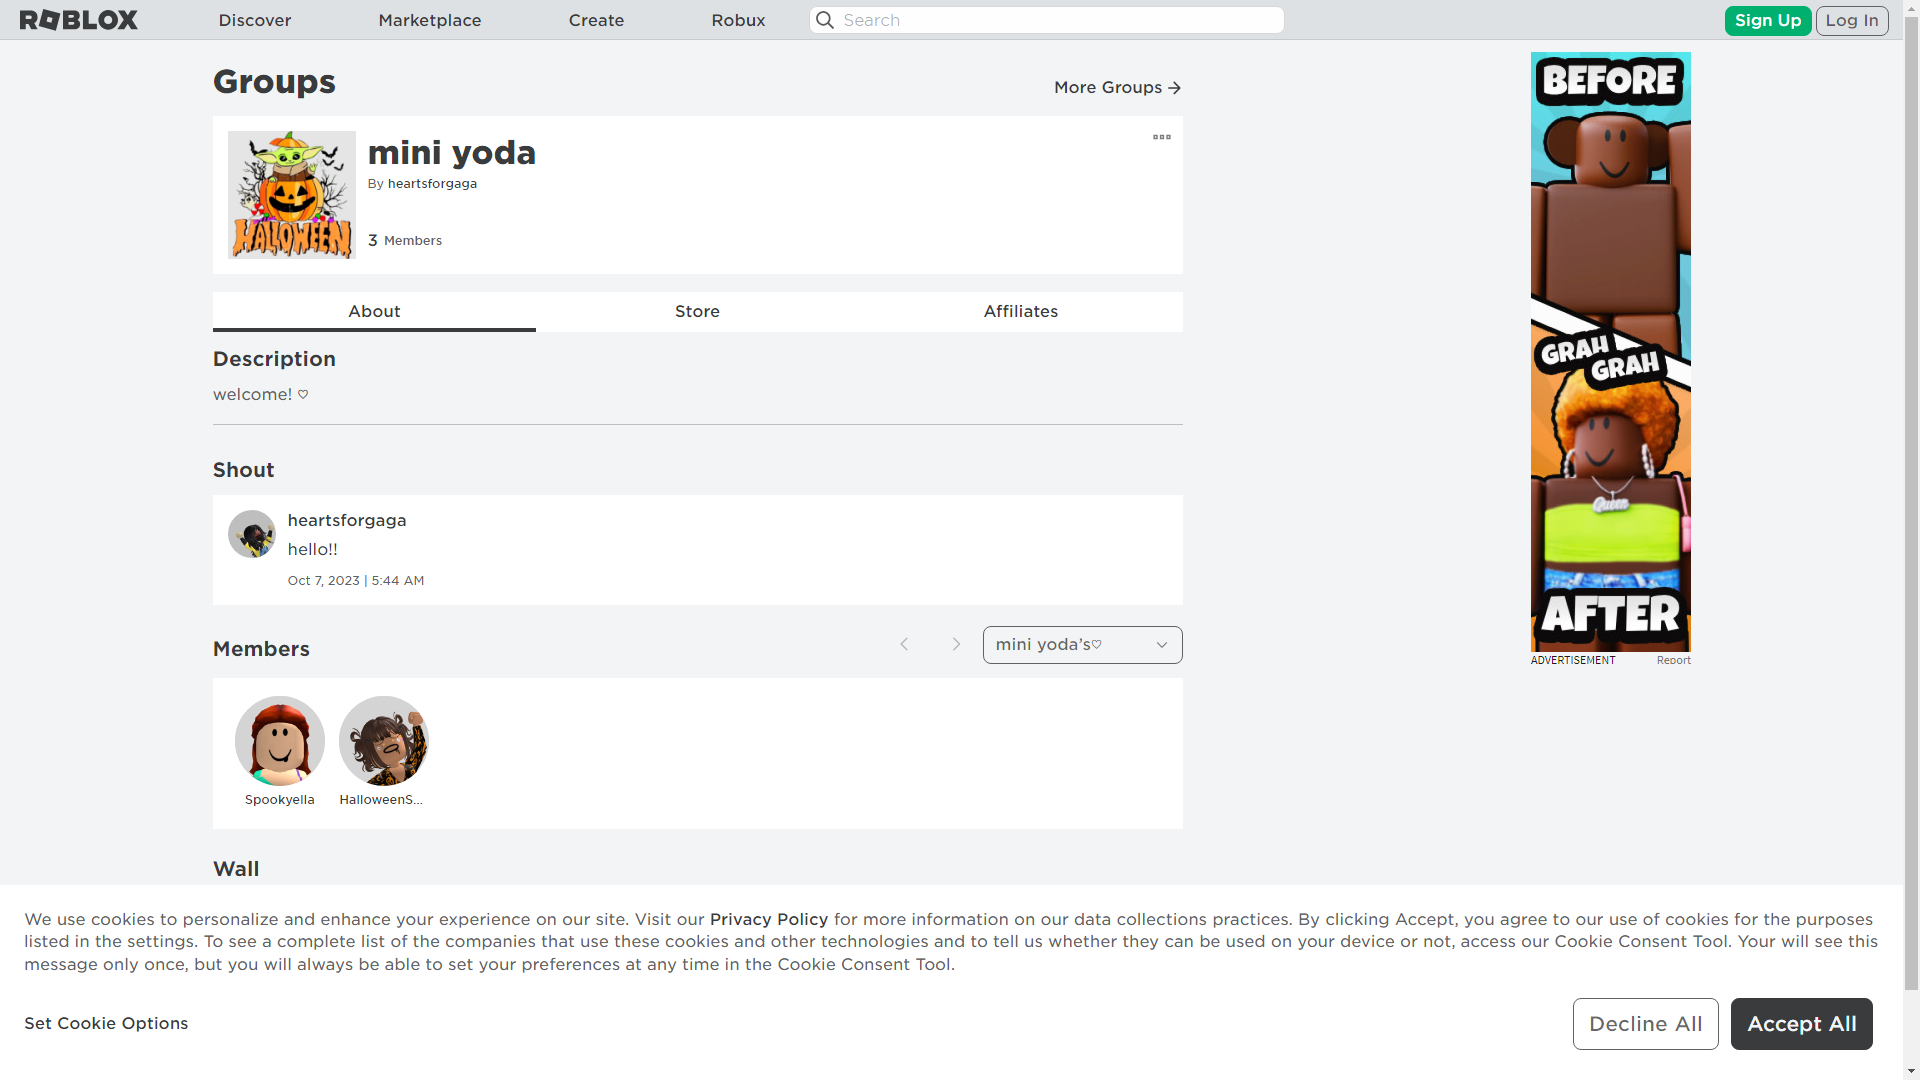 ROBLOX
Discover
Marketplace
Create
Robux
Search
Sign Up
Log In
Groups
More Groups
HALLOWEEN
mini yoda
By heartsforgaga
3 Members
About
Store
Affiliates
Description
welcome! ♡
Shout
heartsforgaga
hello!!
Oct 7, 2023 | 5:44 AM
Members
mini yoda's♡
Spookyella
HalloweenS...
Wall
BEFORE
GRAH
GRAH
Queen
AFTER
ADVERTISEMENT
Report
We use cookies to personalize and enhance your experience on our site. Visit our Privacy Policy for more information on our data collections practices. By clicking Accept, you agree to our use of cookies for the purposes
listed in the settings. To see a complete list of the companies that use these cookies and other technologies and to tell us whether they can be used on your device or not, access our Cookie Consent Tool. Your will see this
message only once, but you will always be able to set your preferences at any time in the Cookie Consent Tool.
Set Cookie Options
Decline All
Accept All